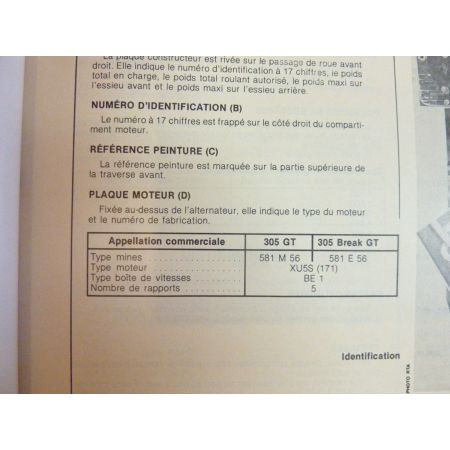 La plaque constructeur est rivée sur le passage de roue avant
droit. Elle indique le numéro d'identification à 17 chiffres, le poids
total en charge, le poids total roulant autorisé, le poids maxi sur
l'essieu avant et le poids maxi sur l'essieu arrière.
NUMÉRO D'IDENTIFICATION (B)
Le numéro à 17 chiffres est frappé sur le côté droit du comparti-
ment moteur.
RÉFÉRENCE PEINTURE (C)
La référence peinture est marquée sur la partie supérieure de
la traverse avant.
PLAQUE MOTEUR (D)
Fixée au-dessus de l'alternateur, elle indique le type du moteur
et le numéro de fabrication.
Appellation commerciale 305 GT 305 Break GT
Type mines 581 M 56 581 E 56
Type moteur XU5S (171)
Type boîte de vitesses BE 1
Nombre de rapports 5
Identification
PHOTO RTA